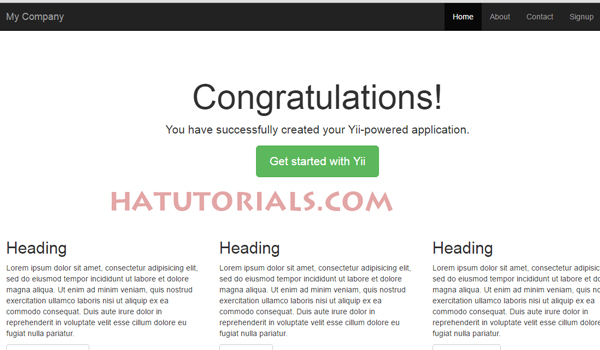 My Company
Home About Contact Signup
Congratulations!
You have successfully created your Yii-powered application.
Get started with Yii
HATUTORIALS.COM
Heading
Lorem ipsum dolor sit amet, consectetur adipisicing elit,
sed do eiusmod tempor incididunt ut labore et dolore
magna aliqua. Ut enim ad minim veniam, quis nostrud
exercitation ullamco laboris nisi ut aliquip ex ea
commodo consequat. Duis aute irure dolor in
reprehenderit in voluptate velit esse cillum dolore eu
fugiat nulla pariatur.
Heading
Lorem ipsum dolor sit amet, consectetur adipisicing elit,
sed do eiusmod tempor incididunt ut labore et dolore
magna aliqua. Ut enim ad minim veniam, quis nostrud
exercitation ullamco laboris nisi ut aliquip ex ea
commodo consequat. Duis aute irure dolor in
reprehenderit in voluptate velit esse cillum dolore eu
fugiat nulla pariatur.
Heading
Lorem ipsum dolor sit amet, consectetur adipisicing
sed do eiusmod tempor incididunt ut labore et dolore
magna aliqua. Ut enim ad minim veniam, quis nostrud
exercitation ullamco laboris nisi ut aliquip ex ea
commodo consequat. Duis aute irure dolor in
reprehenderit in voluptate velit esse cillum dolore eu
fugiat nulla pariatur.